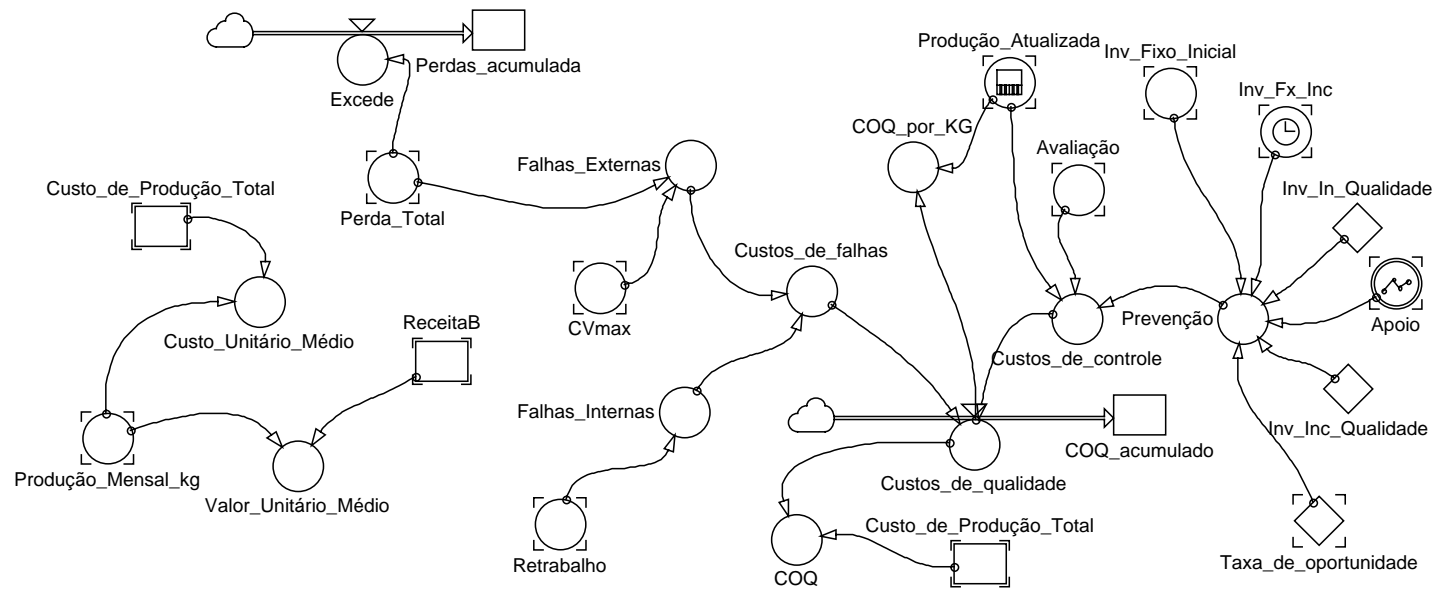 Perdas_acumulada
Excede
Produção_Atualizada
Inv_Fixo_Inicial
Inv_Fx_Inc
COQ_por_KG
Avaliação
Falhas_Externas
Custo_de_Produção_Total
Perda_Total
Inv_In_Qualidade
Custos_de_falhas
CVmax
ReceitaB
Custo_Unitário_Médio
Prevenção
Apoio
Custos_de_controle
Falhas_Internas
Inv_Inc_Qualidade
COQ_acumulado
Produção_Mensal_kg
Valor_Unitário_Médio
Custos_de_qualidade
Custo_de_Produção_Total
Retrabalho
COQ
Taxa_de_oportunidade